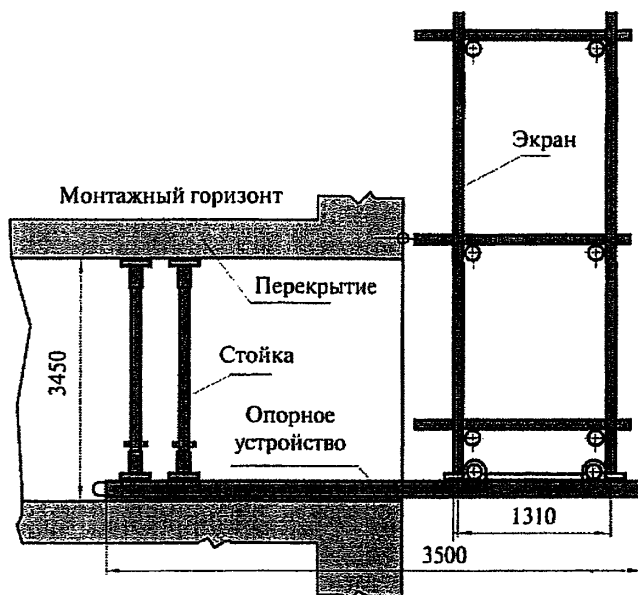 Экран
Монтажный горизонт
Перекрытие
3450
Стойка
Опорное
устройство
1310
3500